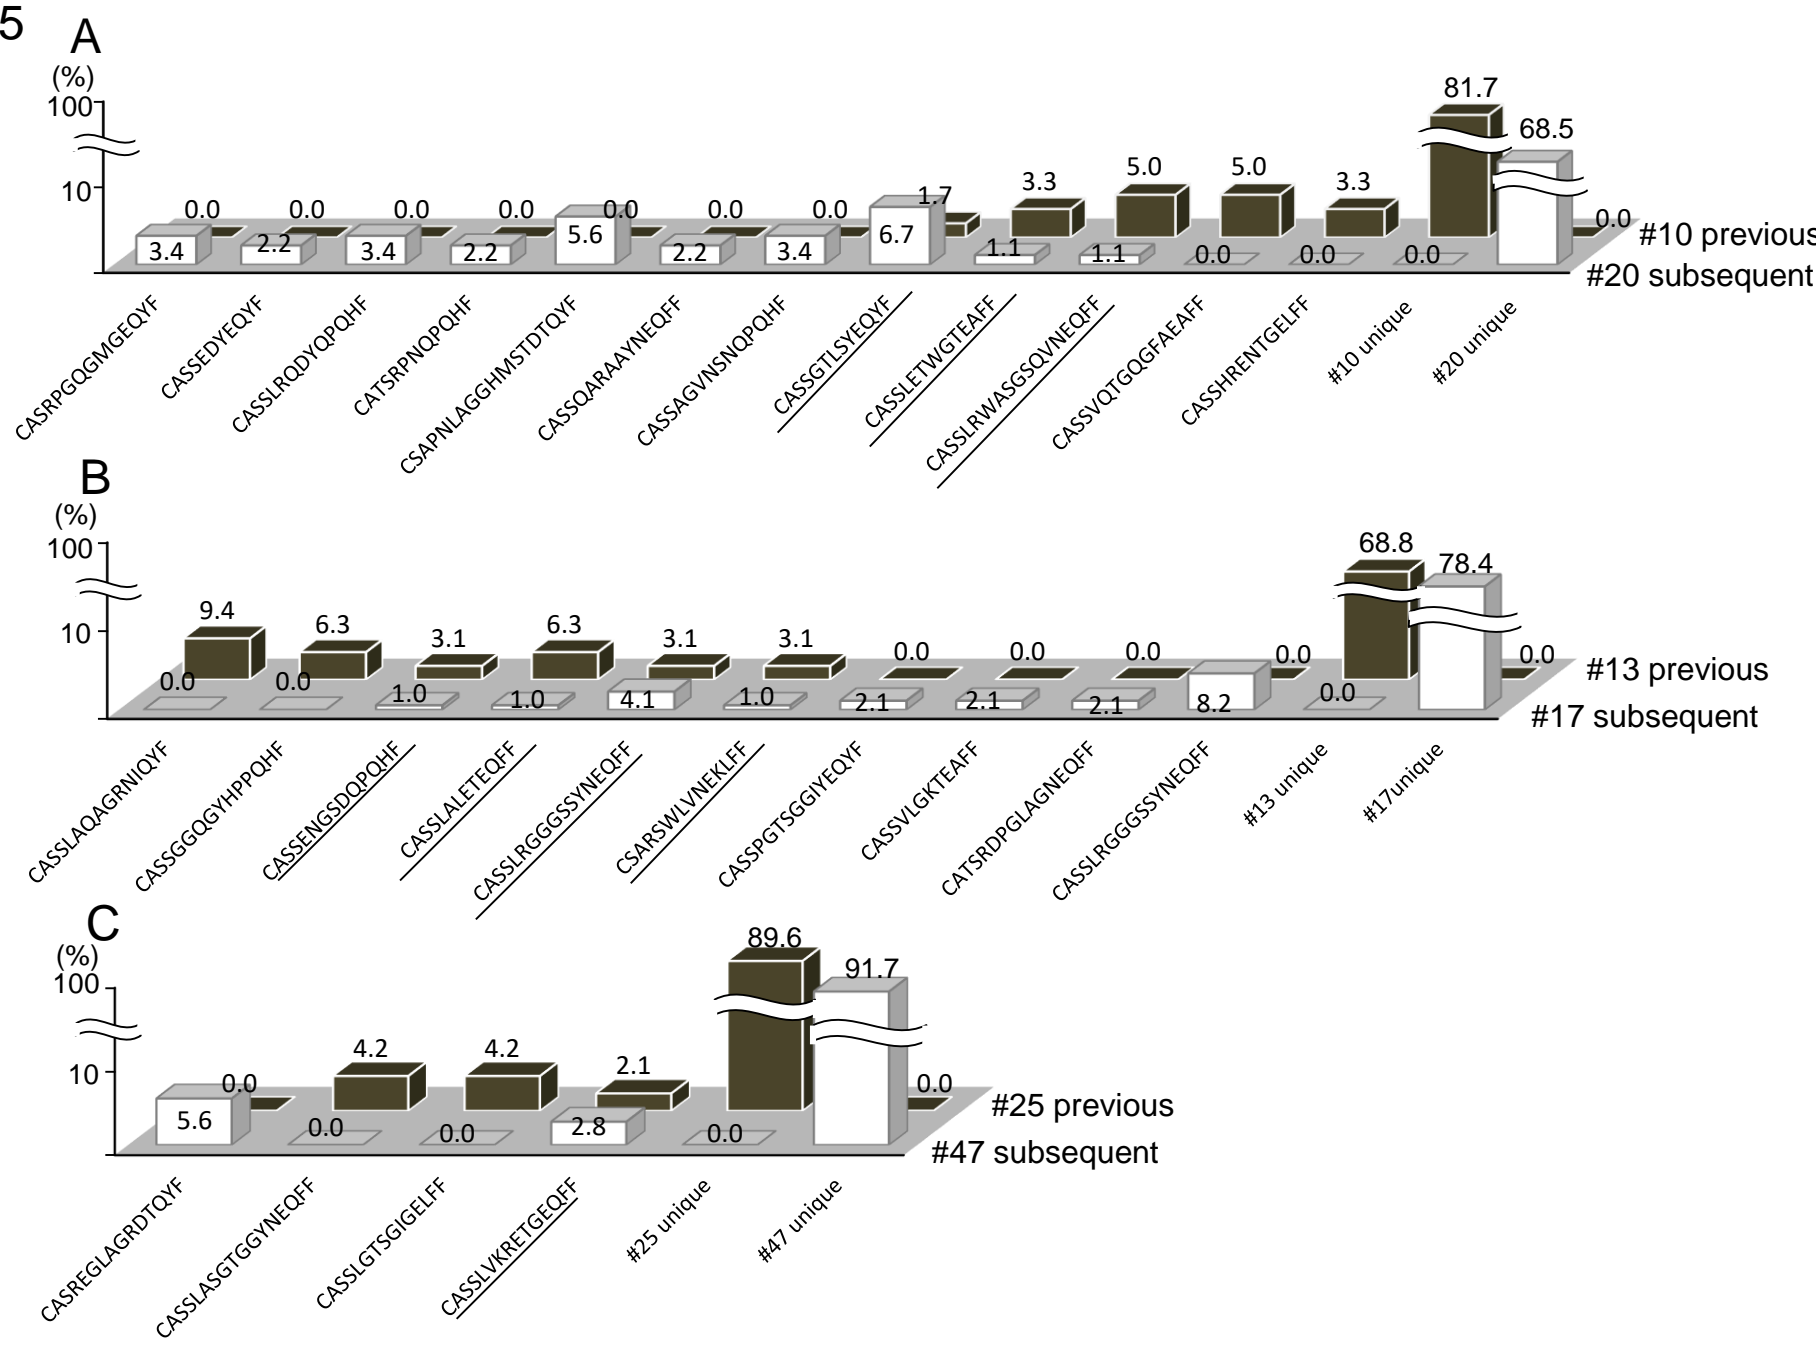 5
A
(%)
100
10
81.7
68.5
0.0 0.0 0.0 0.0 0.0 0.0 0.0 1.7 3.3 5.0 5.0 3.3 0.0
3.4 2.2 3.4 2.2 5.6 2.2 3.4 6.7 1.1 1.1 0.0 0.0 0.0
#10 previous
#20 subsequent
CASRPGQGMGEQYF
CASSEDYEQYF
CASSLRQDYQPQHF
CATSRPNQPQHF
CSAPNLAGGHMSTDTQYF
CASSQARAAYNEQFF
CASSAGVNSNQPQHF
CASSGTLSYEQYF
CASSLETWGTEAFF
CASSLRWASGSQVNEQFF
CASSVQTGQGFAEAFF
CASSHRENTGELFF
#10 unique
#20 unique
B
(%)
100
10
68.8
78.4
9.4 6.3 3.1 6.3 3.1 3.1 0.0 0.0 0.0 0.0 0.0
0.0 0.0 1.0 1.0 4.1 1.0 2.1 2.1 2.1 8.2 0.0
#13 previous
#17 subsequent
CASSLAQAGRNIQYF
CASSGGQGYHPPQHF
CASSENGSDQPQHF
CASSLALETEQFF
CASSLRGGGSSYNEQFF
CSARSWLVNEKLFF
CASSPGTSGGIYEQYF
CASSVLGKTEAFF
CATSRDPGLAGNEQFF
CASSLRGGGSSYNEQFF
#13 unique
#17unique
C
(%)
100
10
89.6
91.7
0.0 4.2 4.2 2.1 0.0
5.6 0.0 0.0 2.8 0.0
#25 previous
#47 subsequent
CASREGLAGRDTQYF
CASSLASGTGGYNEQFF
CASSLGTSGIGELFF
CASSLVKRETGEQFF
#25 unique
#47 unique